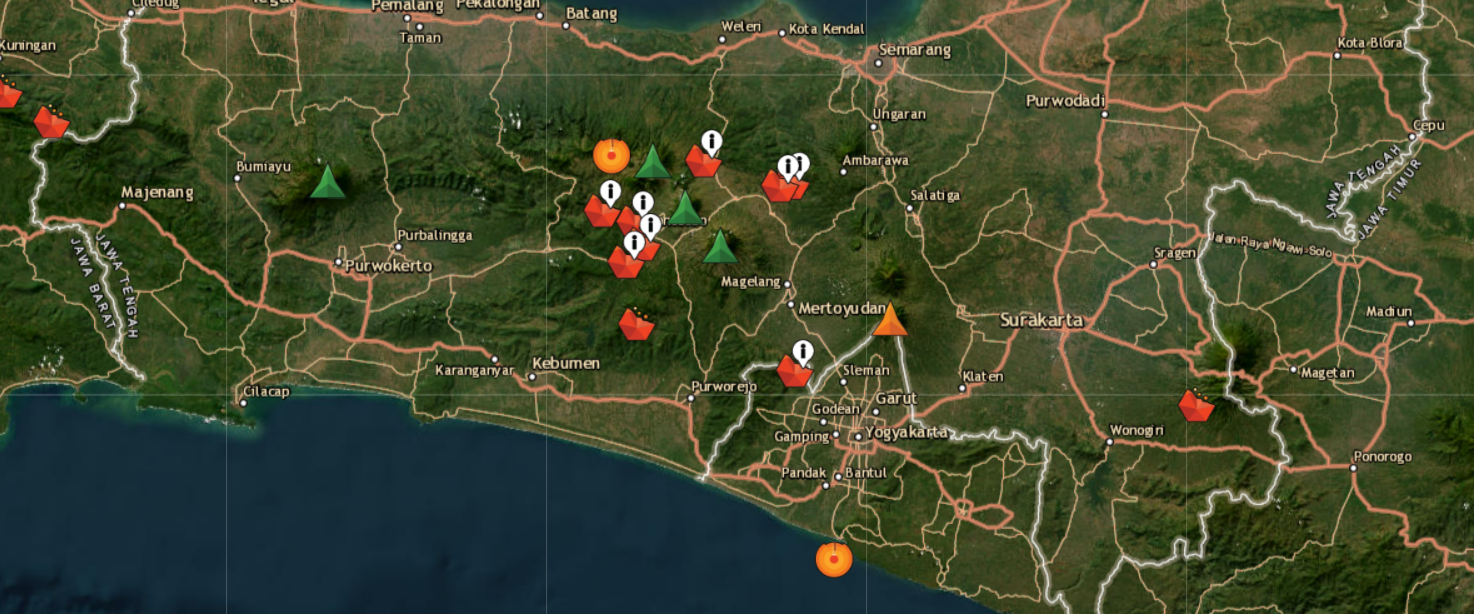 Ciledug
Pemalang
Pekalongan
Batang
Taman
Weleri
Kota Kendal
Semarang
Kuningan
Kota Blora
Purwodadi
Ungaran
Cepu
Bumiayu
Ambarawa
Majenang
Salatiga
JAWA TENGAH
JAWA TIMUR
Purbalingga
Jalan Raya Ngawi-Solo
Sragen
JAWA TENGAH
JAWA BARAT
Purwokerto
Magelang
Mertoyudan
Surakarta
Madiun
Karanganyar
Kebumen
Sleman
Klaten
Magetan
Cilacap
Purworejo
Godean
Garut
Gamping
Yogyakarta
Wonogiri
Pandak
Bantul
Ponorogo